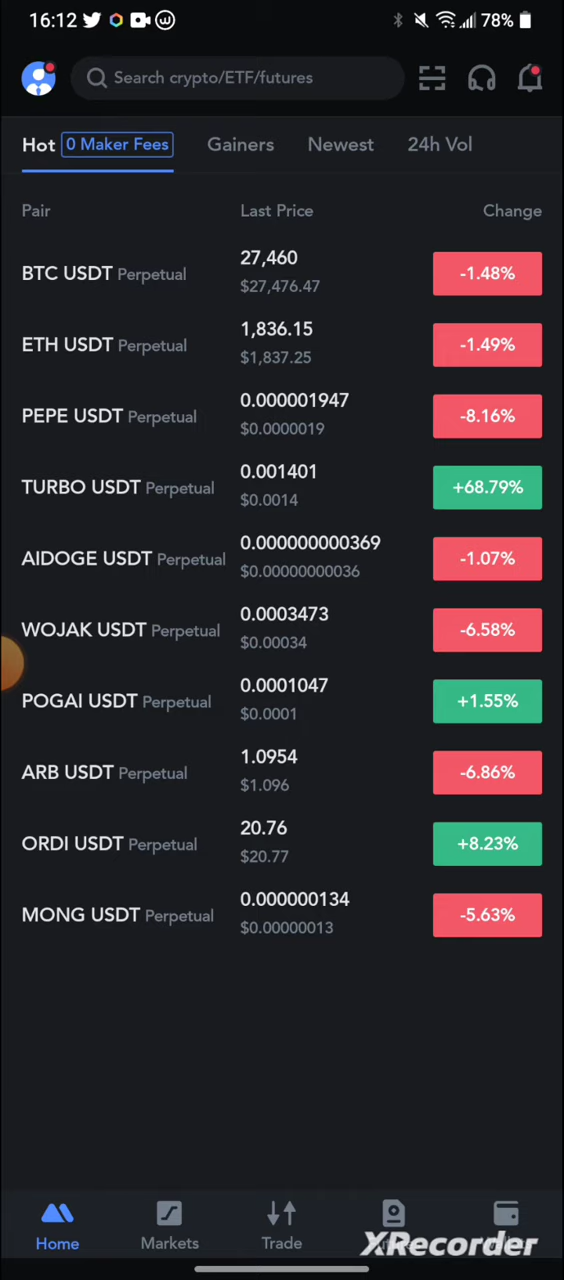 16:12
78%
Search crypto/ETF/futures
Hot 0 Maker Fees Gainers Newest 24h Vol
Pair Last Price Change
BTC USDT Perpetual 27,460 -1.48%
$27,476.47
ETH USDT Perpetual 1,836.15 -1.49%
$1,837.25
PEPE USDT Perpetual 0.000001947 -8.16%
$0.0000019
TURBO USDT Perpetual 0.001401 +68.79%
$0.0014
AIDOGE USDT Perpetual 0.000000000369 -1.07%
$0.00000000036
WOJAK USDT Perpetual 0.0003473 -6.58%
$0.00034
POGAI USDT Perpetual 0.0001047 +1.55%
$0.0001
ARB USDT Perpetual 1.0954 -6.86%
$1.096
ORDI USDT Perpetual 20.76 +8.23%
$20.77
MONG USDT Perpetual 0.000000134 -5.63%
$0.00000013
Home Markets Trade
XRecorder